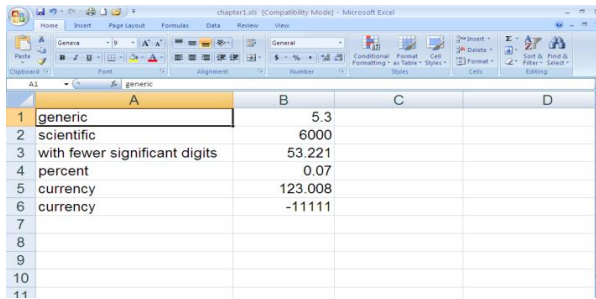 chapter1.xls [Compatibility Mode] - Microsoft Excel
Home Insert Page Layout Formulas Data Review View
Paste
Geneva 9 A A
B I U A
General
$ % ,
Conditional Formatting
Format as Table
Cell Styles
Insert
Delete
Format
Σ
Sort & Filter
Find & Select
Clipboard Font Alignment Number Styles Cells Editing
A1 fx generic
A B C D
1 generic 5.3
2 scientific 6000
3 with fewer significant digits 53.221
4 percent 0.07
5 currency 123.008
6 currency -11111
7
8
9
10
11